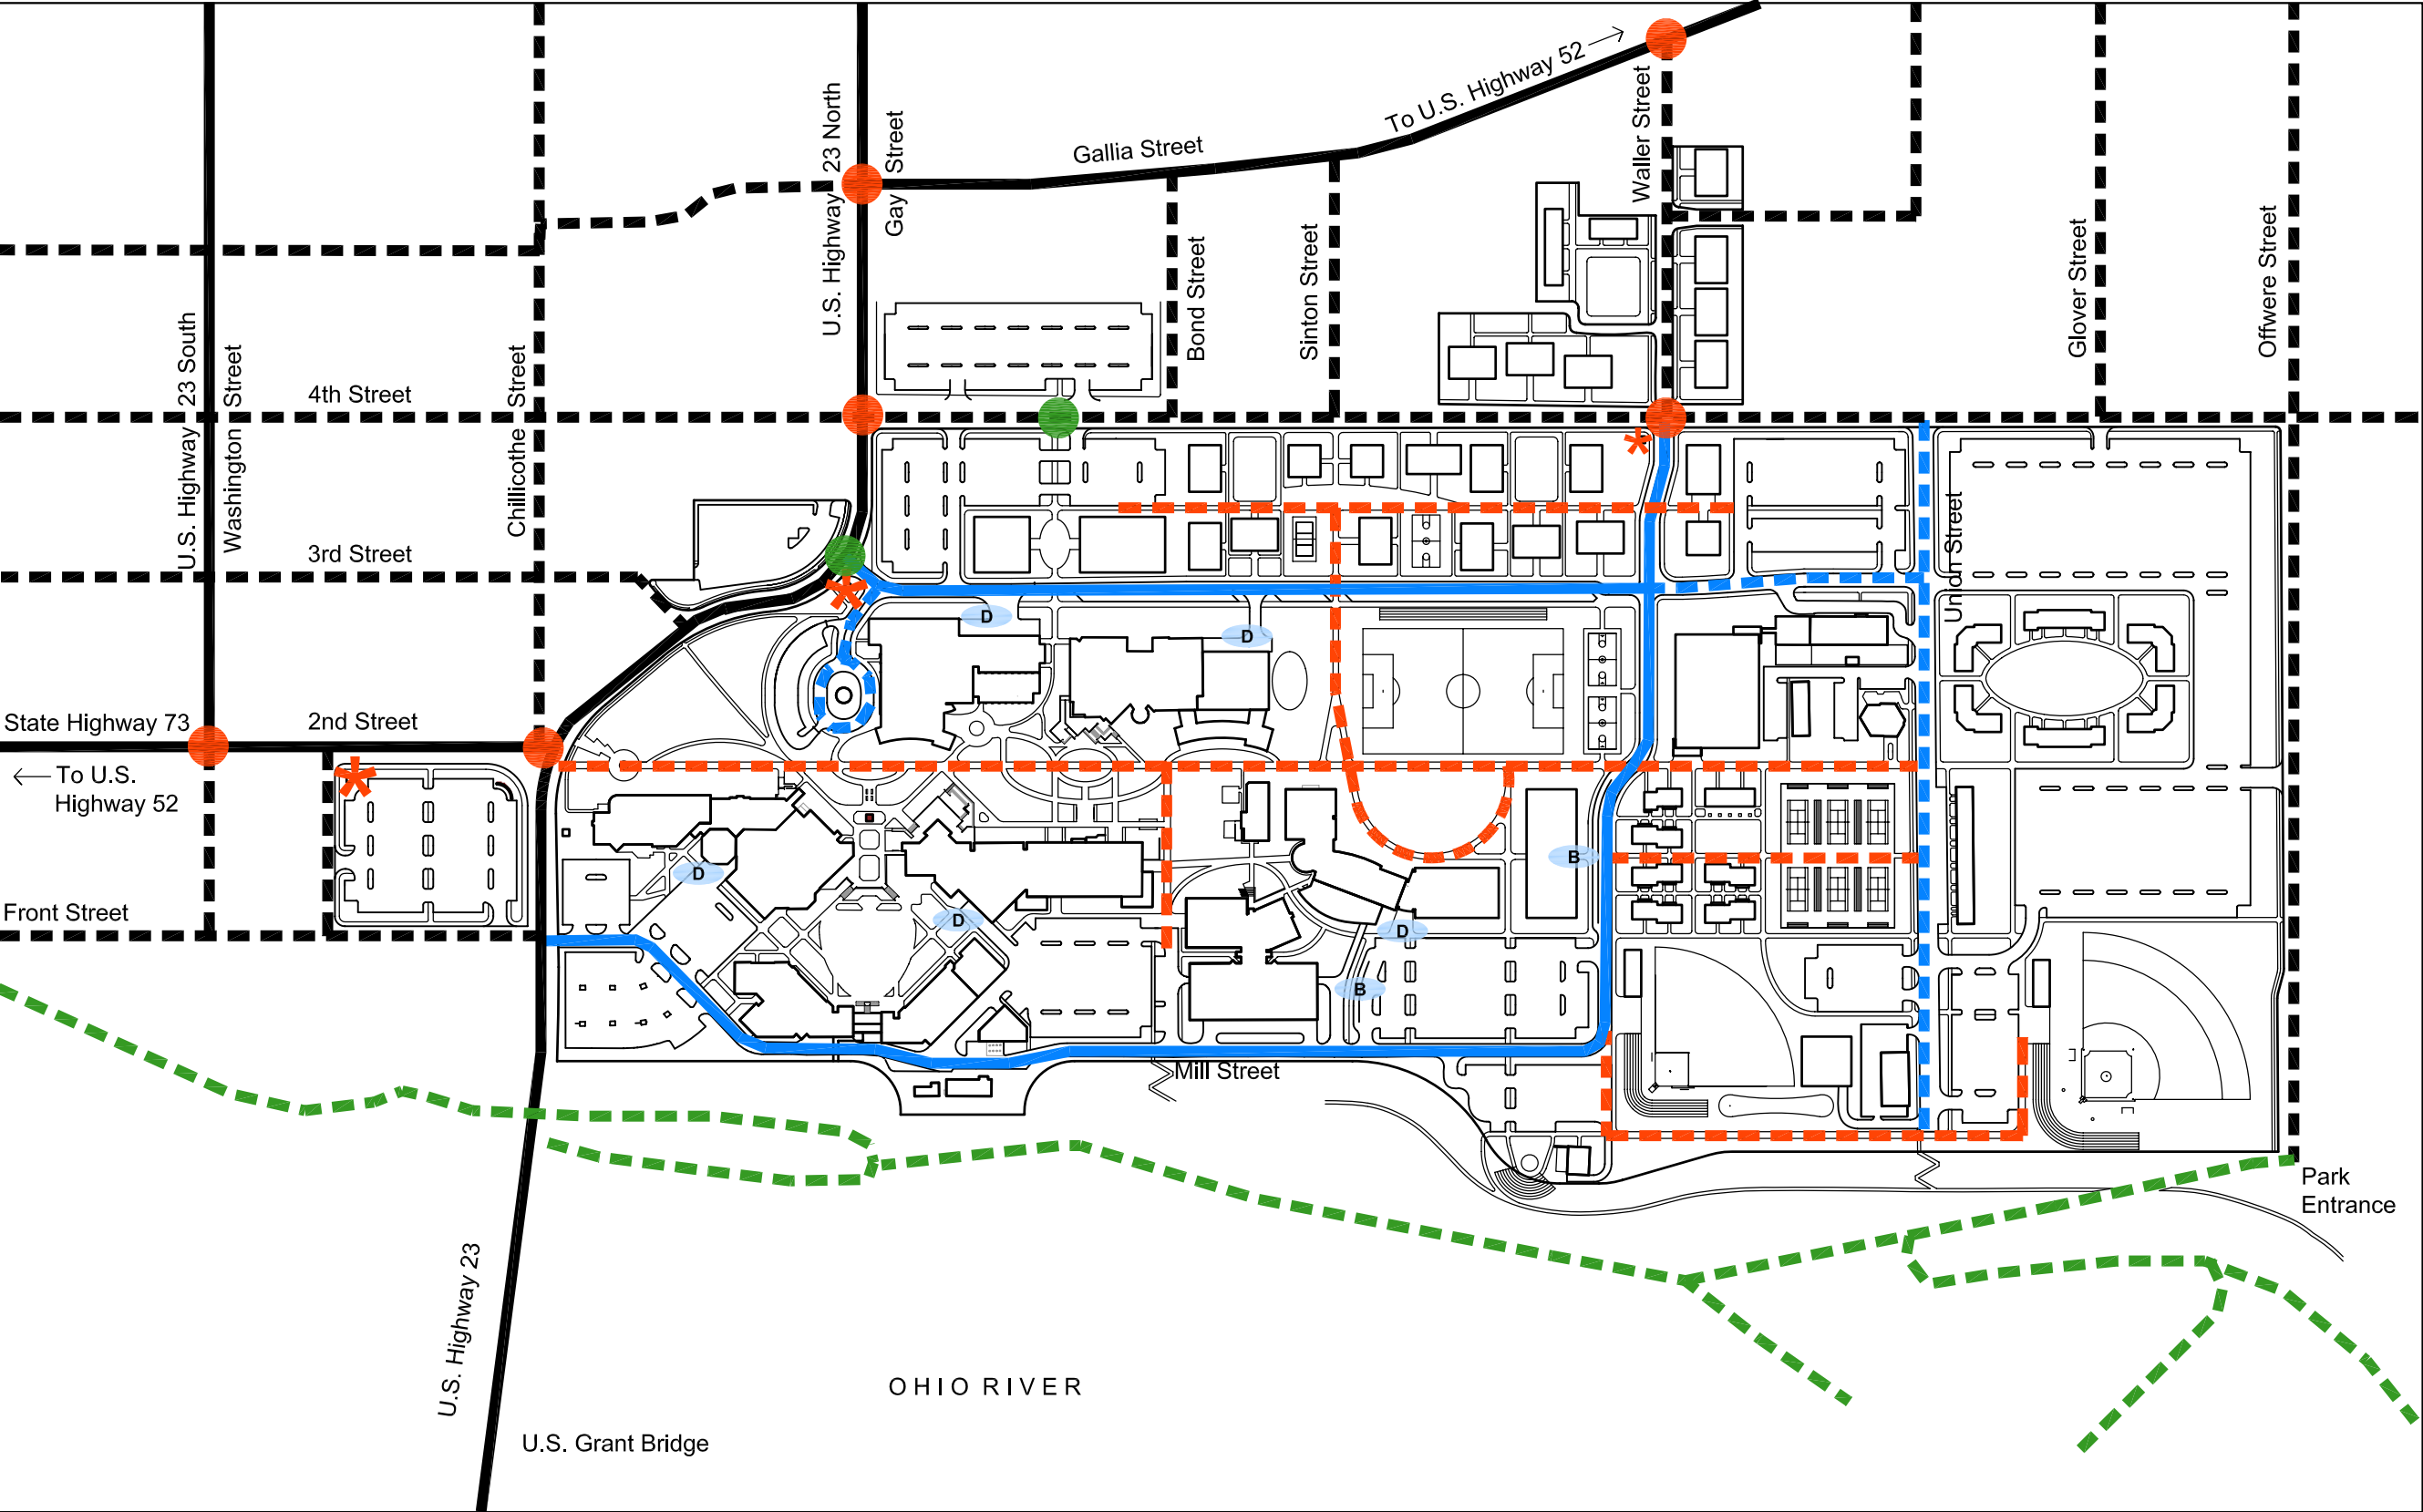 To U.S. Highway 52
Gallia Street
U.S. Highway 23 North
Gay Street
Waller Street
Bond Street
Sinton Street
Glover Street
Offwere Street
U.S. Highway 23 South
Washington Street
Chillicothe Street
4th Street
3rd Street
Union Street
D
D
State Highway 73
2nd Street
To U.S.
Highway 52
B
D
Front Street
D
D
B
Mill Street
Park
Entrance
U.S. Highway 23
OHIO RIVER
U.S. Grant Bridge